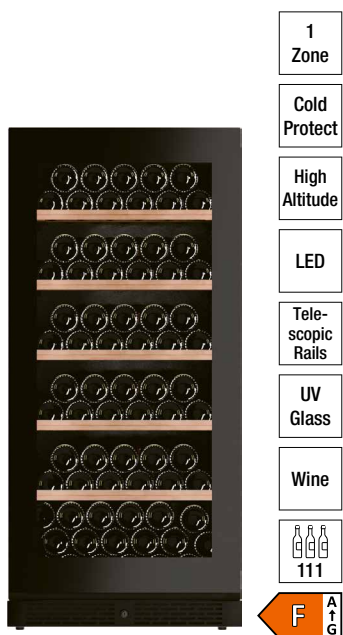 1
Zone
Cold
Protect
High
Altitude
LED
Tele-
scopic
Rails
UV
Glass
Wine
111
F
A
↑
G